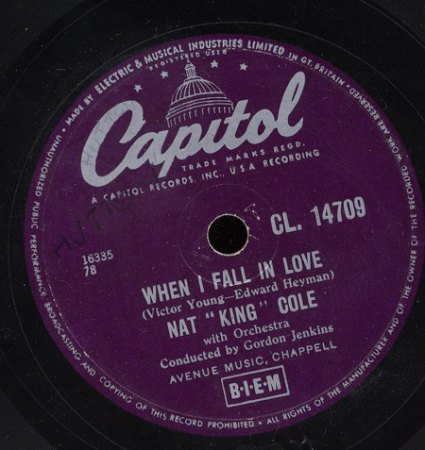 MADE BY ELECTRIC & MUSICAL INDUSTRIES LIMITED IN GT. BRITAIN • ALL RIGHTS OF THE MANUFACTURER AND OF THE OWNER OF THE RECORDED WORK ARE RESERVED
UNAUTHORIZED PUBLIC PERFORMANCE, BROADCASTING AND COPYING OF THIS RECORD PROHIBITED •
REGISTERED USER
Capitol
TRADE MARKS REGD.
A CAPITOL RECORDS, INC., U.S.A RECORDING
CL. 14709
16335
78
WHEN I FALL IN LOVE
(Victor Young—Edward Heyman)
NAT "KING" COLE
with Orchestra
Conducted by Gordon Jenkins
AVENUE MUSIC, CHAPPELL
B·I·E·M